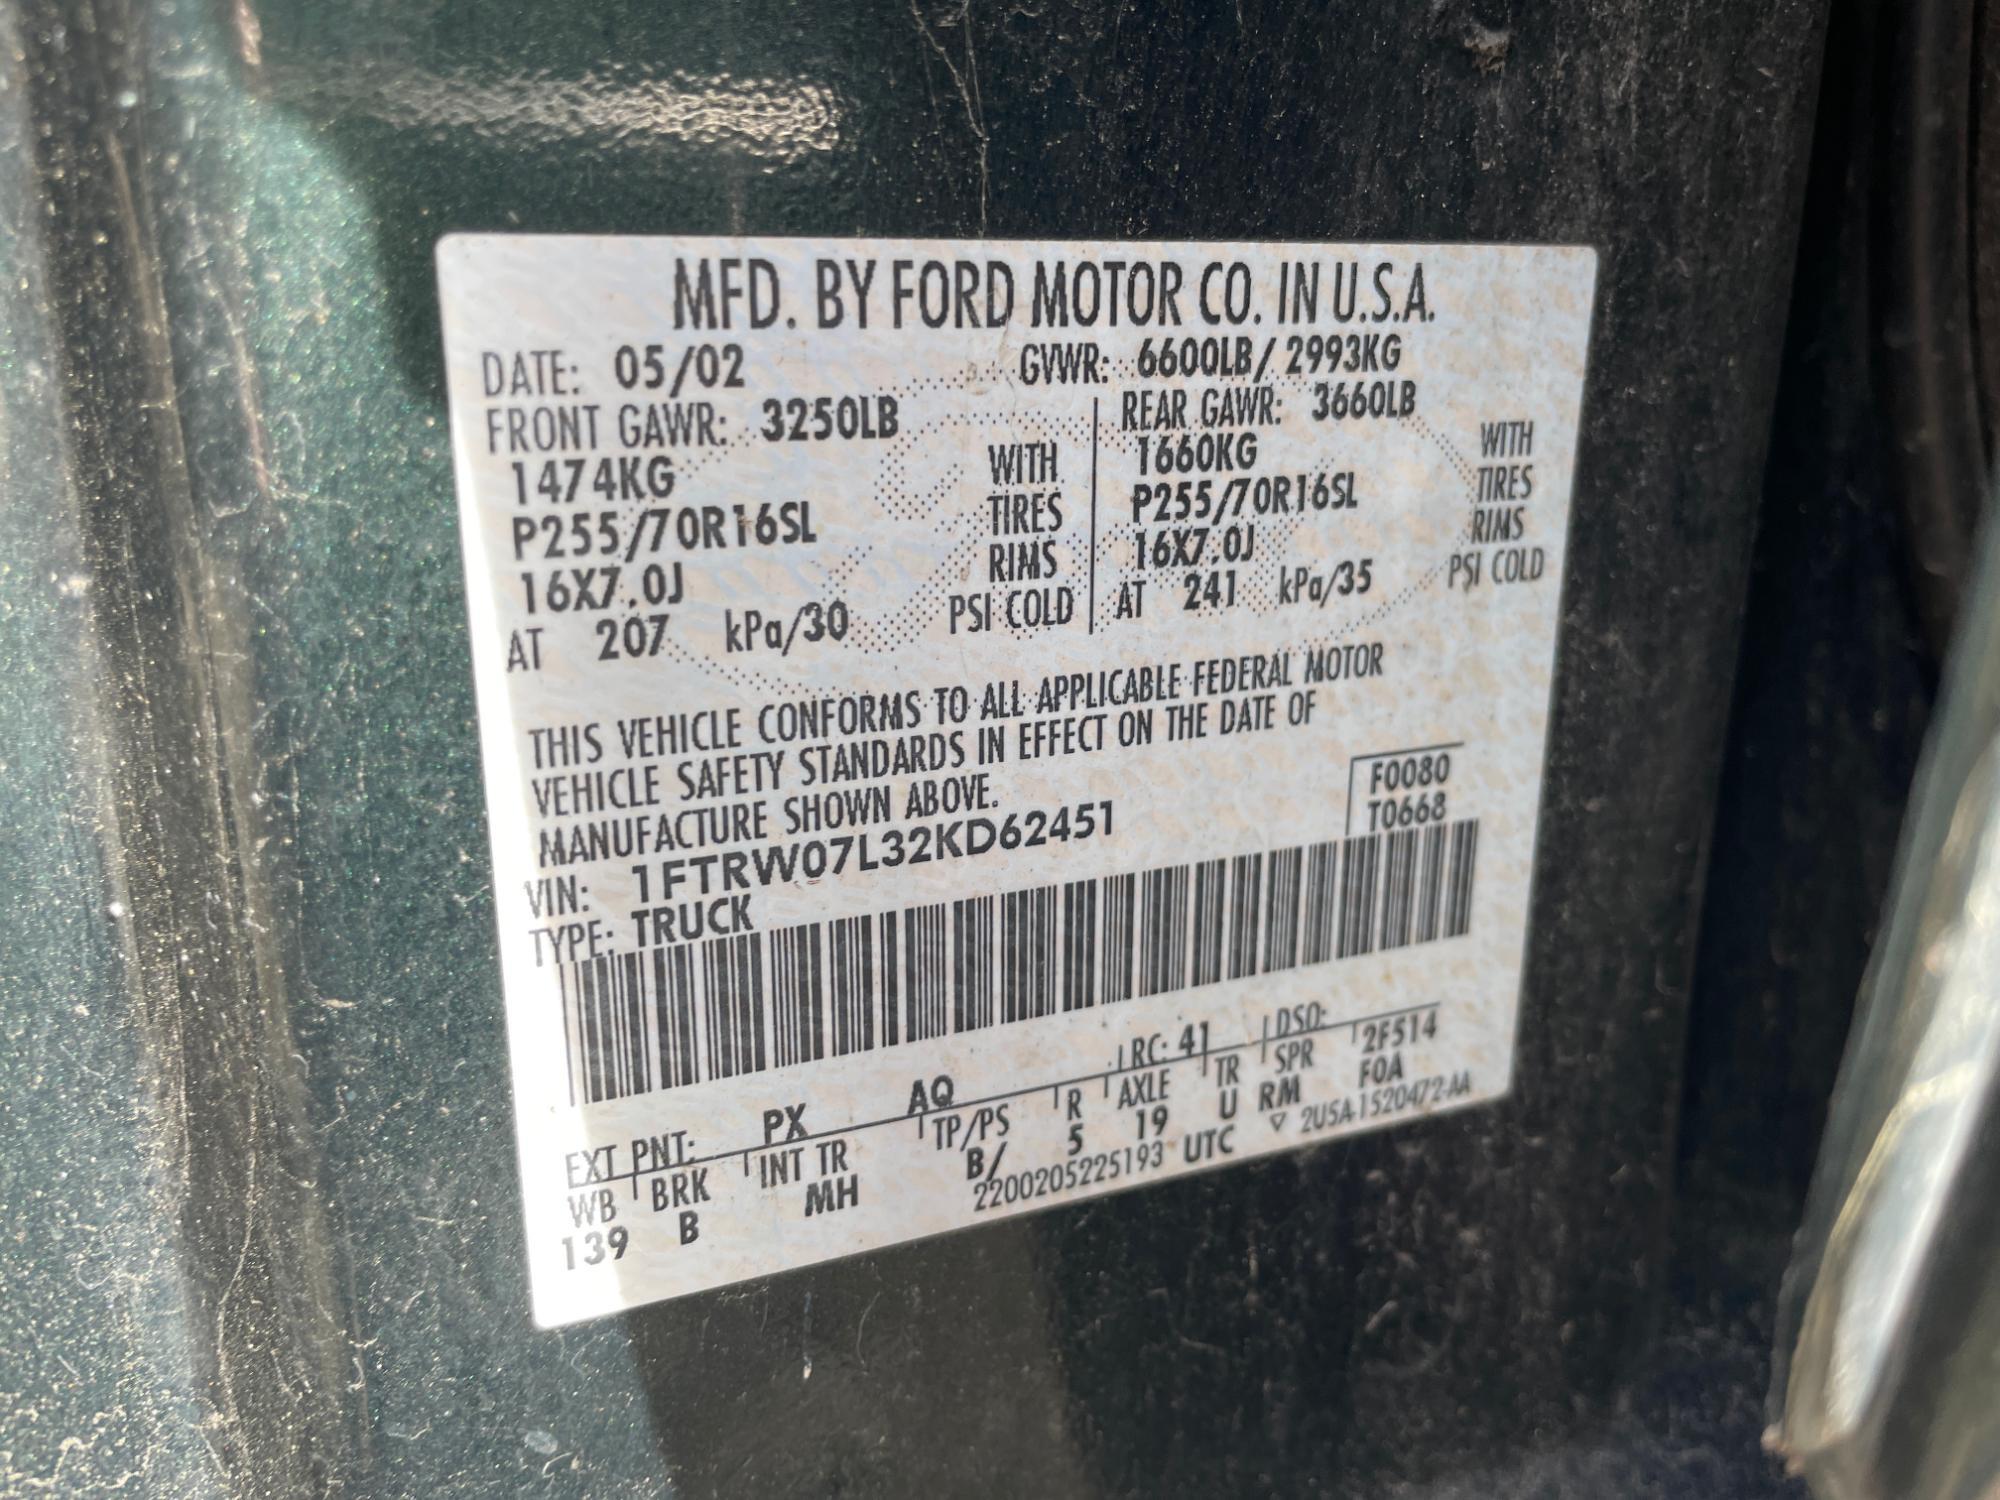 MFD. BY FORD MOTOR CO. IN U.S.A.
DATE: 05/02 GVWR: 6600LB/ 2993KG
FRONT GAWR: 3250LB REAR GAWR: 3660LB
1474KG WITH 1660KG WITH
P255/70R16SL TIRES P255/70R16SL TIRES
16X7.0J RIMS 16X7.0J RIMS
AT 207 kPa/30 PSI COLD AT 241 kPa/35 PSI COLD
THIS VEHICLE CONFORMS TO ALL APPLICABLE FEDERAL MOTOR
VEHICLE SAFETY STANDARDS IN EFFECT ON THE DATE OF
MANUFACTURE SHOWN ABOVE.
F0080
T0668
VIN: 1FTRW07L32KD62451
TYPE: TRUCK
EXT PNT: PX AQ RC: 41 DSO: 2F514
WB BRK INT TR TP/PS R AXLE TR SPR F0A
139 B MH B/ 5 19 U RM
2200205225193 UTC ▽ 2U5A-1520472-AA